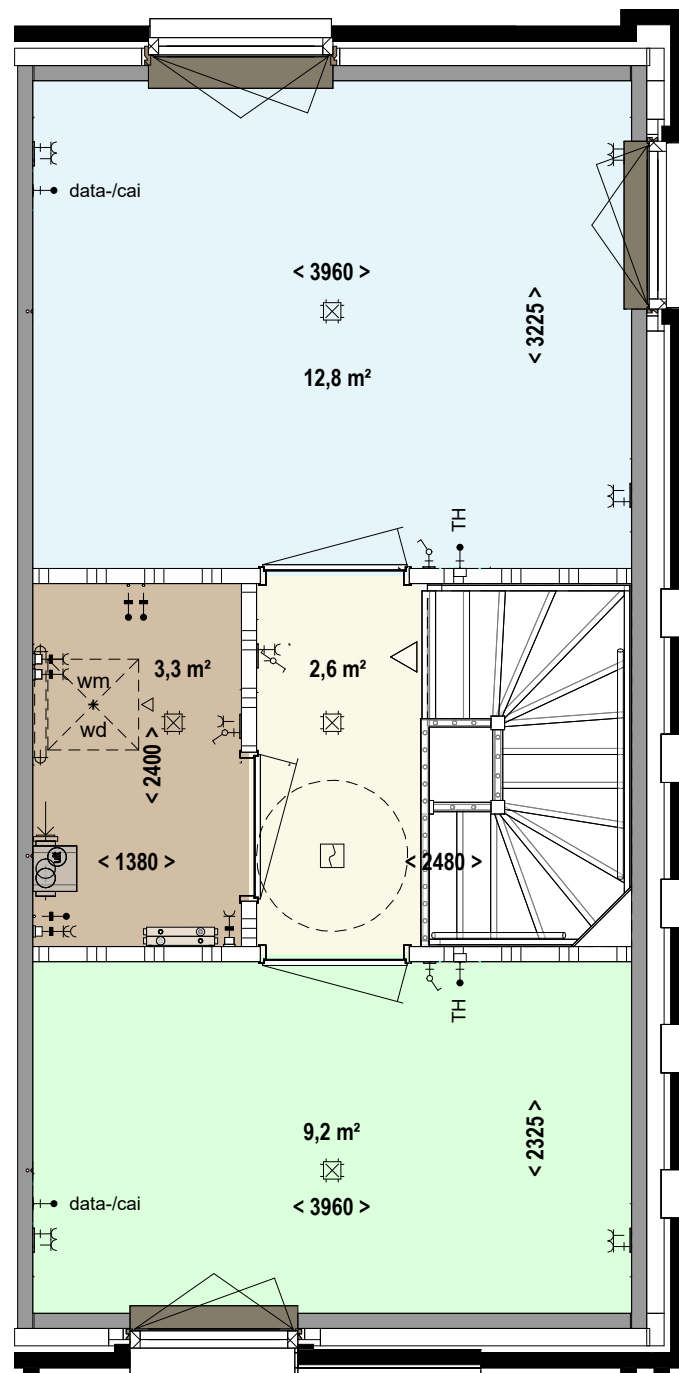 data-/cai
< 3960 >
< 3225 >
12,8 m²
TH
3,3 m²
2,6 m²
wm
wd
< 2400 >
< 1380 >
< 2480 >
TH
9,2 m²
< 2325 >
data-/cai
< 3960 >